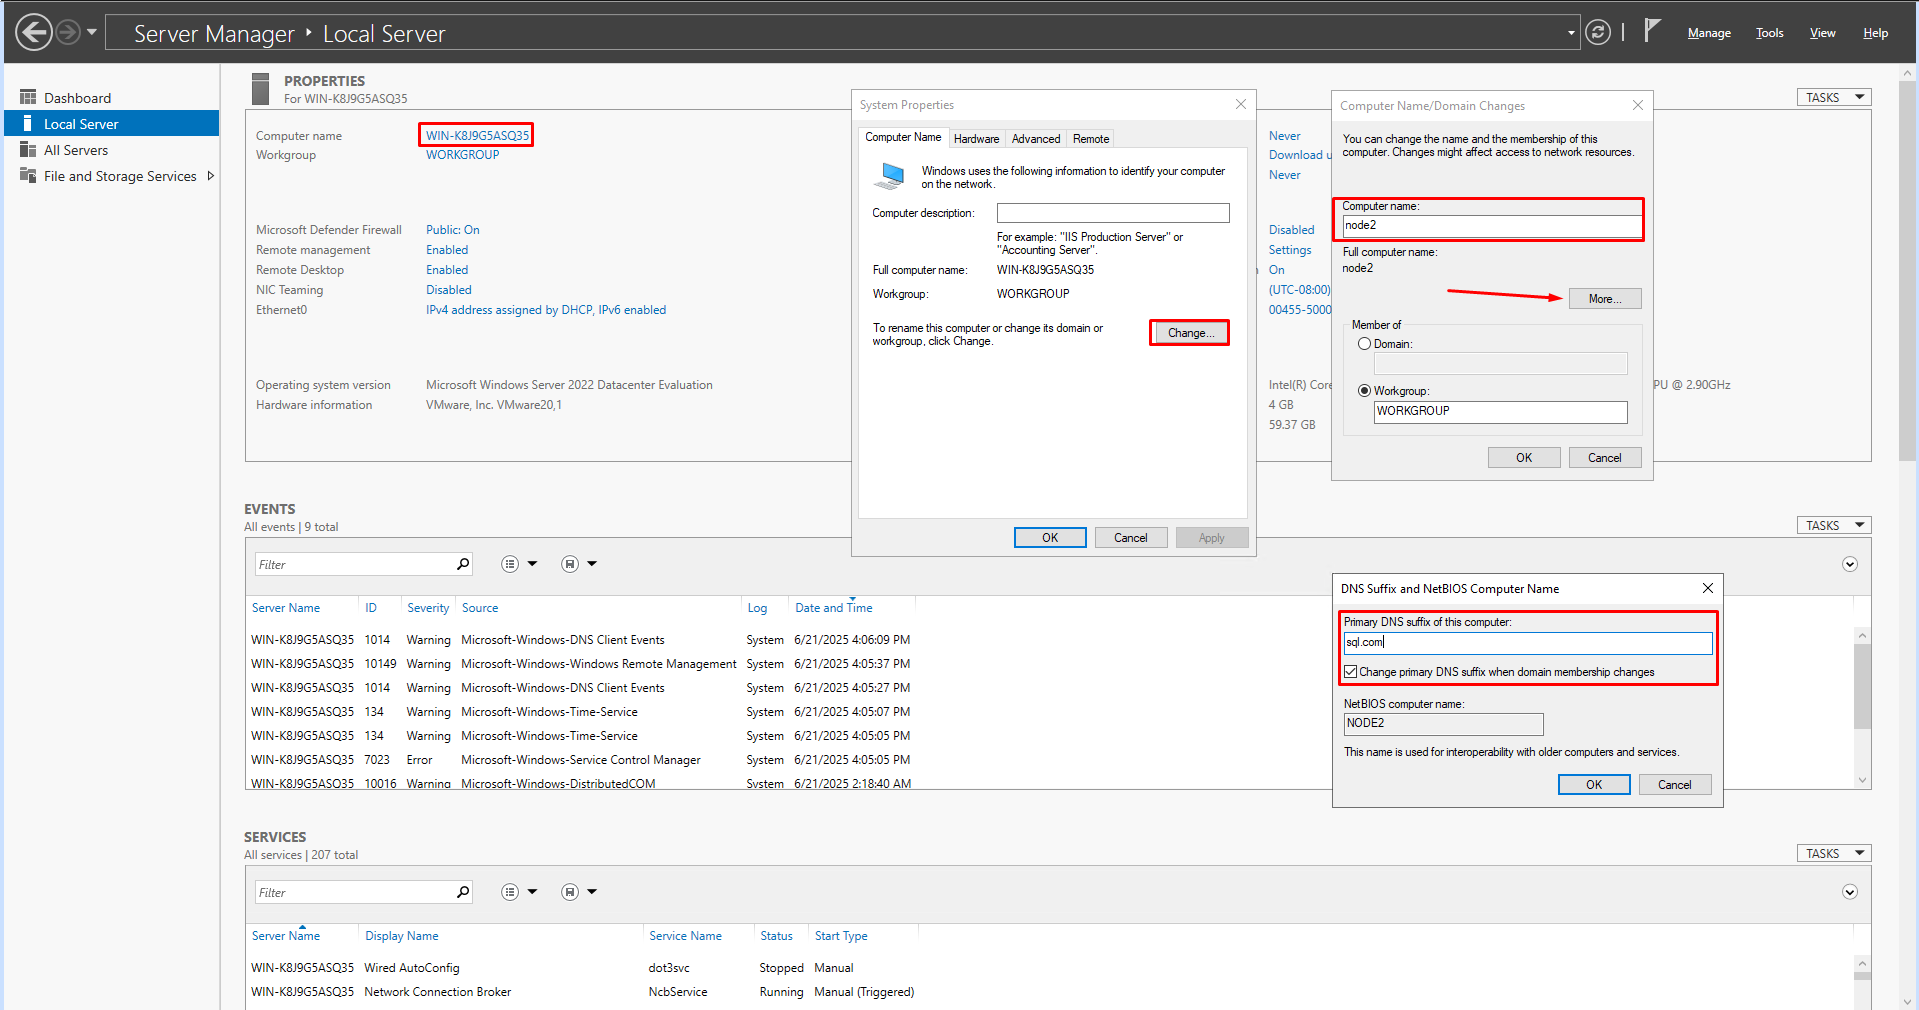 Server Manager ‣ Local Server
Manage Tools View Help
Dashboard
Local Server
All Servers
File and Storage Services
PROPERTIES
For WIN-K8J9G5ASQ35
TASKS
Computer name WIN-K8J9G5ASQ35
Workgroup WORKGROUP
Microsoft Defender Firewall Public: On
Remote management Enabled
Remote Desktop Enabled
NIC Teaming Disabled
Ethernet0 IPv4 address assigned by DHCP, IPv6 enabled
Operating system version Microsoft Windows Server 2022 Datacenter Evaluation
Hardware information VMware, Inc. VMware20,1
Never
Download u
Never
Disabled
Settings
On
(UTC-08:00)
00455-5000
Intel(R) Core PU @ 2.90GHz
4 GB
59.37 GB
System Properties
Computer Name Hardware Advanced Remote
Windows uses the following information to identify your computer
on the network.
Computer description:
For example: "IIS Production Server" or
"Accounting Server".
Full computer name: WIN-K8J9G5ASQ35
Workgroup: WORKGROUP
To rename this computer or change its domain or
workgroup, click Change.
Change...
OK Cancel Apply
Computer Name/Domain Changes
You can change the name and the membership of this
computer. Changes might affect access to network resources.
Computer name:
node2
Full computer name:
node2
More...
Member of
Domain:
Workgroup:
WORKGROUP
OK Cancel
EVENTS
All events | 9 total
TASKS
Filter
Server Name ID Severity Source Log Date and Time
WIN-K8J9G5ASQ35 1014 Warning Microsoft-Windows-DNS Client Events System 6/21/2025 4:06:09 PM
WIN-K8J9G5ASQ35 10149 Warning Microsoft-Windows-Windows Remote Management System 6/21/2025 4:05:37 PM
WIN-K8J9G5ASQ35 1014 Warning Microsoft-Windows-DNS Client Events System 6/21/2025 4:05:27 PM
WIN-K8J9G5ASQ35 134 Warning Microsoft-Windows-Time-Service System 6/21/2025 4:05:07 PM
WIN-K8J9G5ASQ35 134 Warning Microsoft-Windows-Time-Service System 6/21/2025 4:05:05 PM
WIN-K8J9G5ASQ35 7023 Error Microsoft-Windows-Service Control Manager System 6/21/2025 4:05:05 PM
WIN-K8J9G5ASQ35 10016 Warning Microsoft-Windows-DistributedCOM System 6/21/2025 2:18:40 AM
DNS Suffix and NetBIOS Computer Name
Primary DNS suffix of this computer:
sql.com
Change primary DNS suffix when domain membership changes
NetBIOS computer name:
NODE2
This name is used for interoperability with older computers and services.
OK Cancel
SERVICES
All services | 207 total
TASKS
Filter
Server Name Display Name Service Name Status Start Type
WIN-K8J9G5ASQ35 Wired AutoConfig dot3svc Stopped Manual
WIN-K8J9G5ASQ35 Network Connection Broker NcbService Running Manual (Triggered)